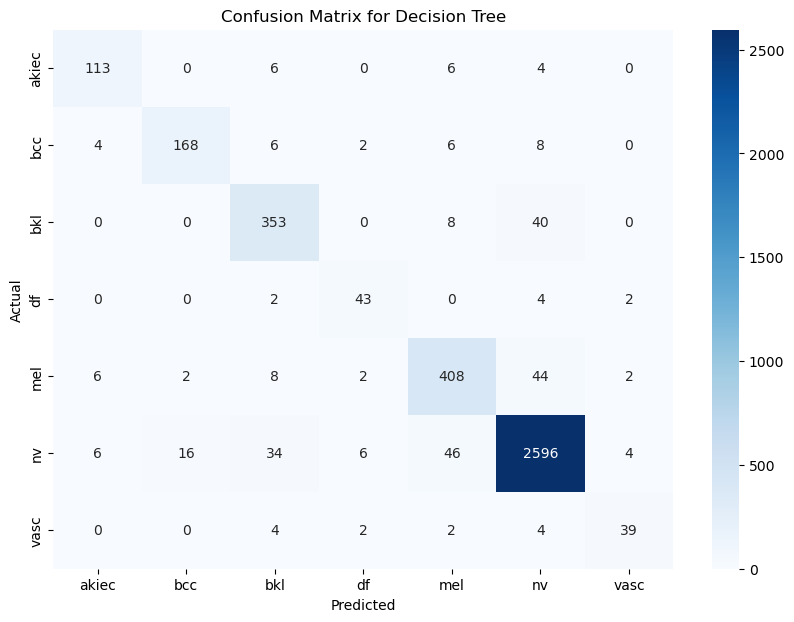 Confusion Matrix for Decision Tree
akiec 113 0 6 0 6 4 0
bcc 4 168 6 2 6 8 0
bkl 0 0 353 0 8 40 0
df 0 0 2 43 0 4 2
mel 6 2 8 2 408 44 2
nv 6 16 34 6 46 2596 4
vasc 0 0 4 2 2 4 39
akiec bcc bkl df mel nv vasc
Predicted
Actual
2500
2000
1500
1000
500
0